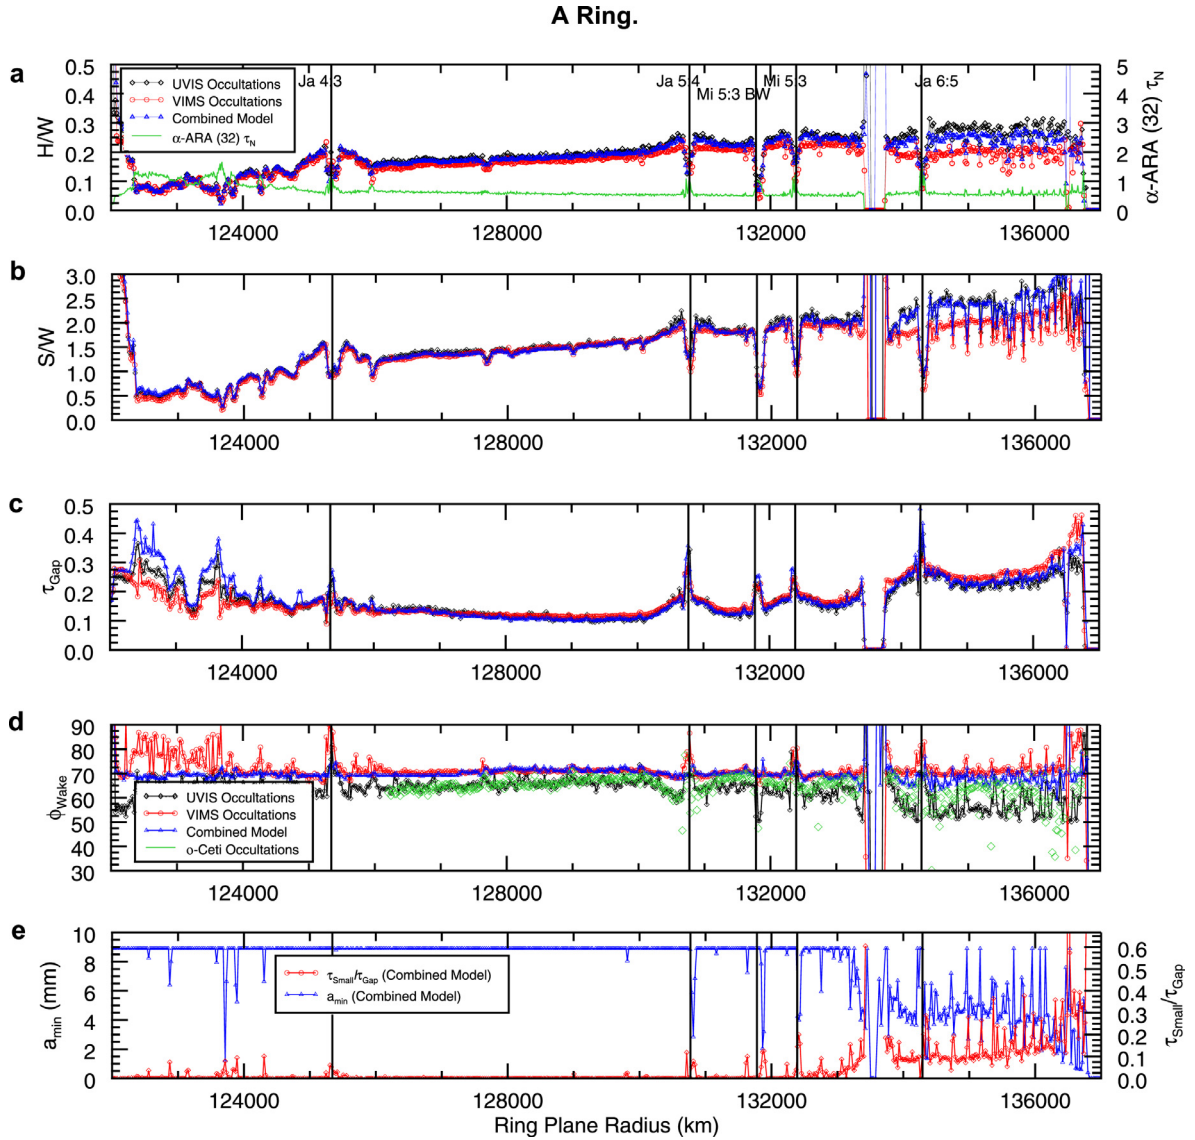 A Ring.
a
0.5
0.4
0.3
0.2
0.1
0.0
H/W
UVIS Occultations
VIMS Occultations
Combined Model
α-ARA (32) τN
Ja 4:3
Ja 5:4
Mi 5:3 BW
Mi 5:3
Ja 6:5
5
4
3
2
1
0
α-ARA (32) τN
124000 128000 132000 136000
b
3.0
2.5
2.0
1.5
1.0
0.0
S/W
124000 128000 132000 136000
c
0.5
0.4
0.3
0.2
0.1
0.0
τGap
124000 128000 132000 136000
d
90
80
70
60
50
40
30
ϕWake
UVIS Occultations
VIMS Occultations
Combined Model
o-Ceti Occultations
124000 128000 132000 136000
e
10
8
6
4
2
0
amin (mm)
τSmall/τGap (Combined Model)
amin (Combined Model)
0.6
0.5
0.4
0.3
0.2
0.1
0.0
τSmall/τGap
124000 128000 132000 136000
Ring Plane Radius (km)